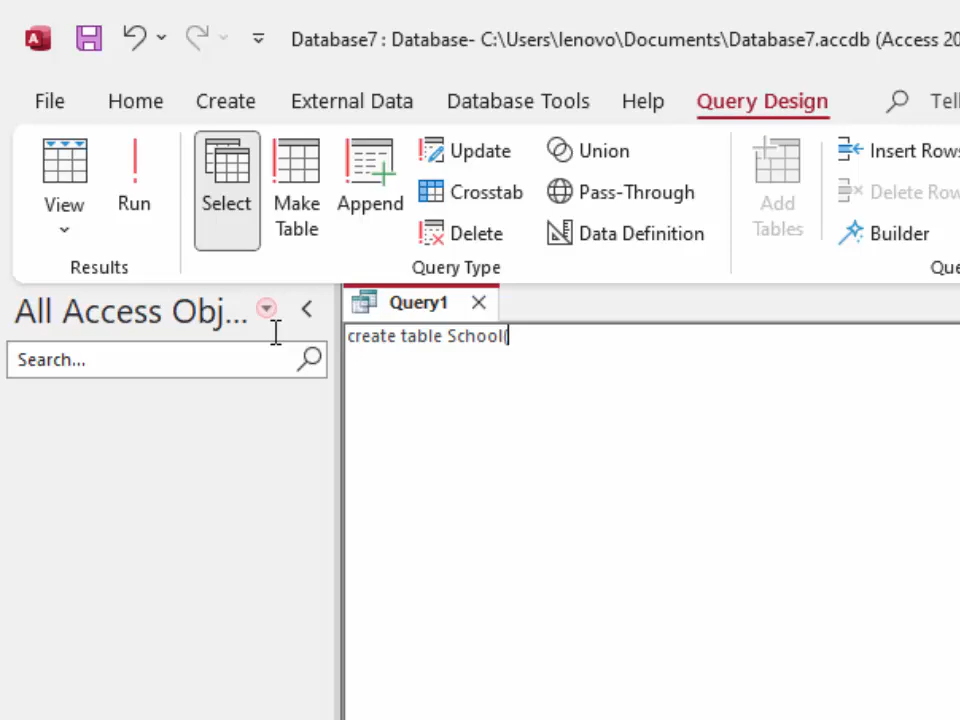 A
Database7 : Database- C:\Users\lenovo\Documents\Database7.accdb (Access 20
File Home Create External Data Database Tools Help Query Design Tel
View Run Select Make Table Append Update Crosstab Delete Union Pass-Through Data Definition Add Tables Insert Rows Delete Row Builder
Results Query Type Que
All Access Obj... Query1
Search...
create table School(